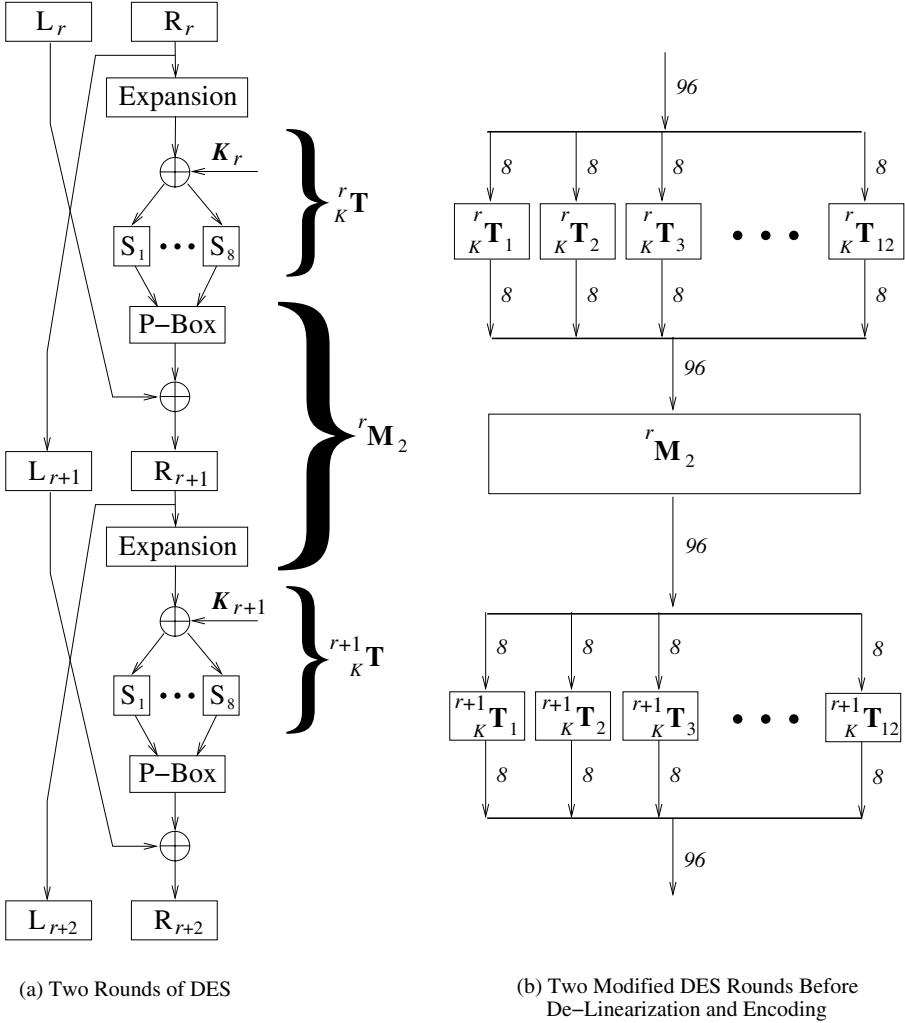 L r R r
Expansion
K r
r K T
S 1 ••• S 8
P−Box
r M 2
L r+1 R r+1
Expansion
K r+1
r+1 K T
S 1 ••• S 8
P−Box
L r+2 R r+2
(a) Two Rounds of DES
96
8 8 8 8
r K T 1 r K T 2 r K T 3 • • • r K T 12
8 8 8 8
96
r M 2
96
8 8 8 8
r+1 K T 1 r+1 K T 2 r+1 K T 3 • • • r+1 K T 12
8 8 8 8
96
(b) Two Modified DES Rounds Before
De−Linearization and Encoding